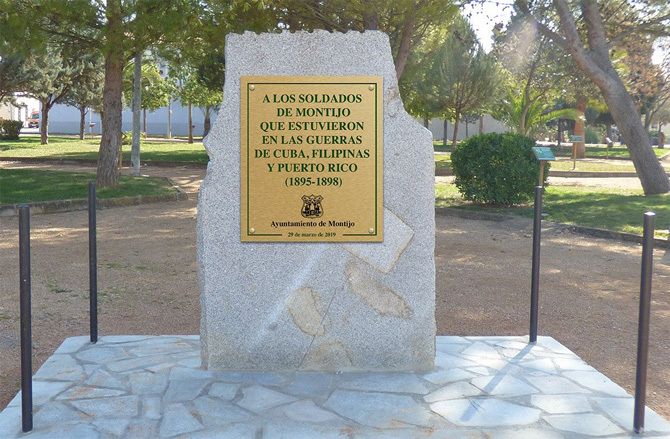 A LOS SOLDADOS
DE MONTIJO
QUE ESTUVIERON
EN LAS GUERRAS
DE CUBA, FILIPINAS
Y PUERTO RICO
(1895-1898)
Ayuntamiento de Montijo
29 de marzo de 2019